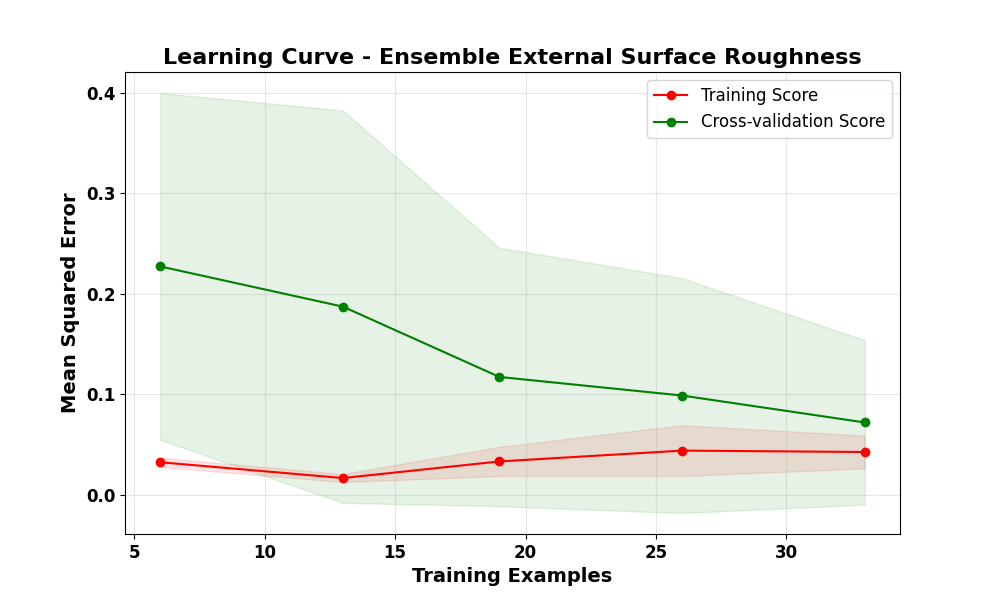 Learning Curve - Ensemble External Surface Roughness
Training Score
Cross-validation Score
Mean Squared Error
0.4
0.3
0.2
0.1
0.0
5 10 15 20 25 30
Training Examples